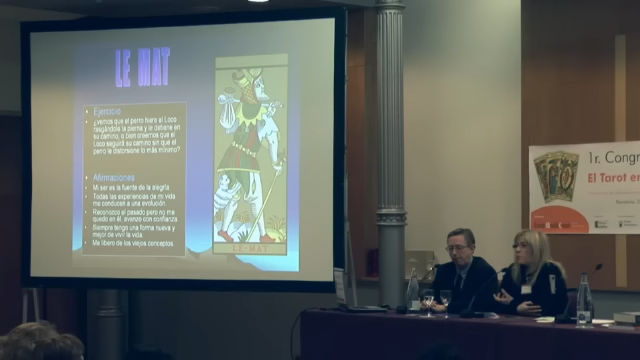 LE MAT
Ejercicio
¿Vemos que el perro hiere al Loco
rasgándole la pierna y le detiene en
su camino, o bien creemos que el
Loco seguirá su camino sin que el
perro le distorsione lo más mínimo?
Afirmaciones
Mi ser es la fuente de la alegría
Todas las experiencias de mi vida
me conducen a una evolución.
Reconozco el pasado pero no me
quedo en él, avanzo con confianza
Siempre tengo una forma nueva y
mejor de vivir la vida.
Me libero de los viejos conceptos.
LE MAT
1r. Congr
El Tarot en